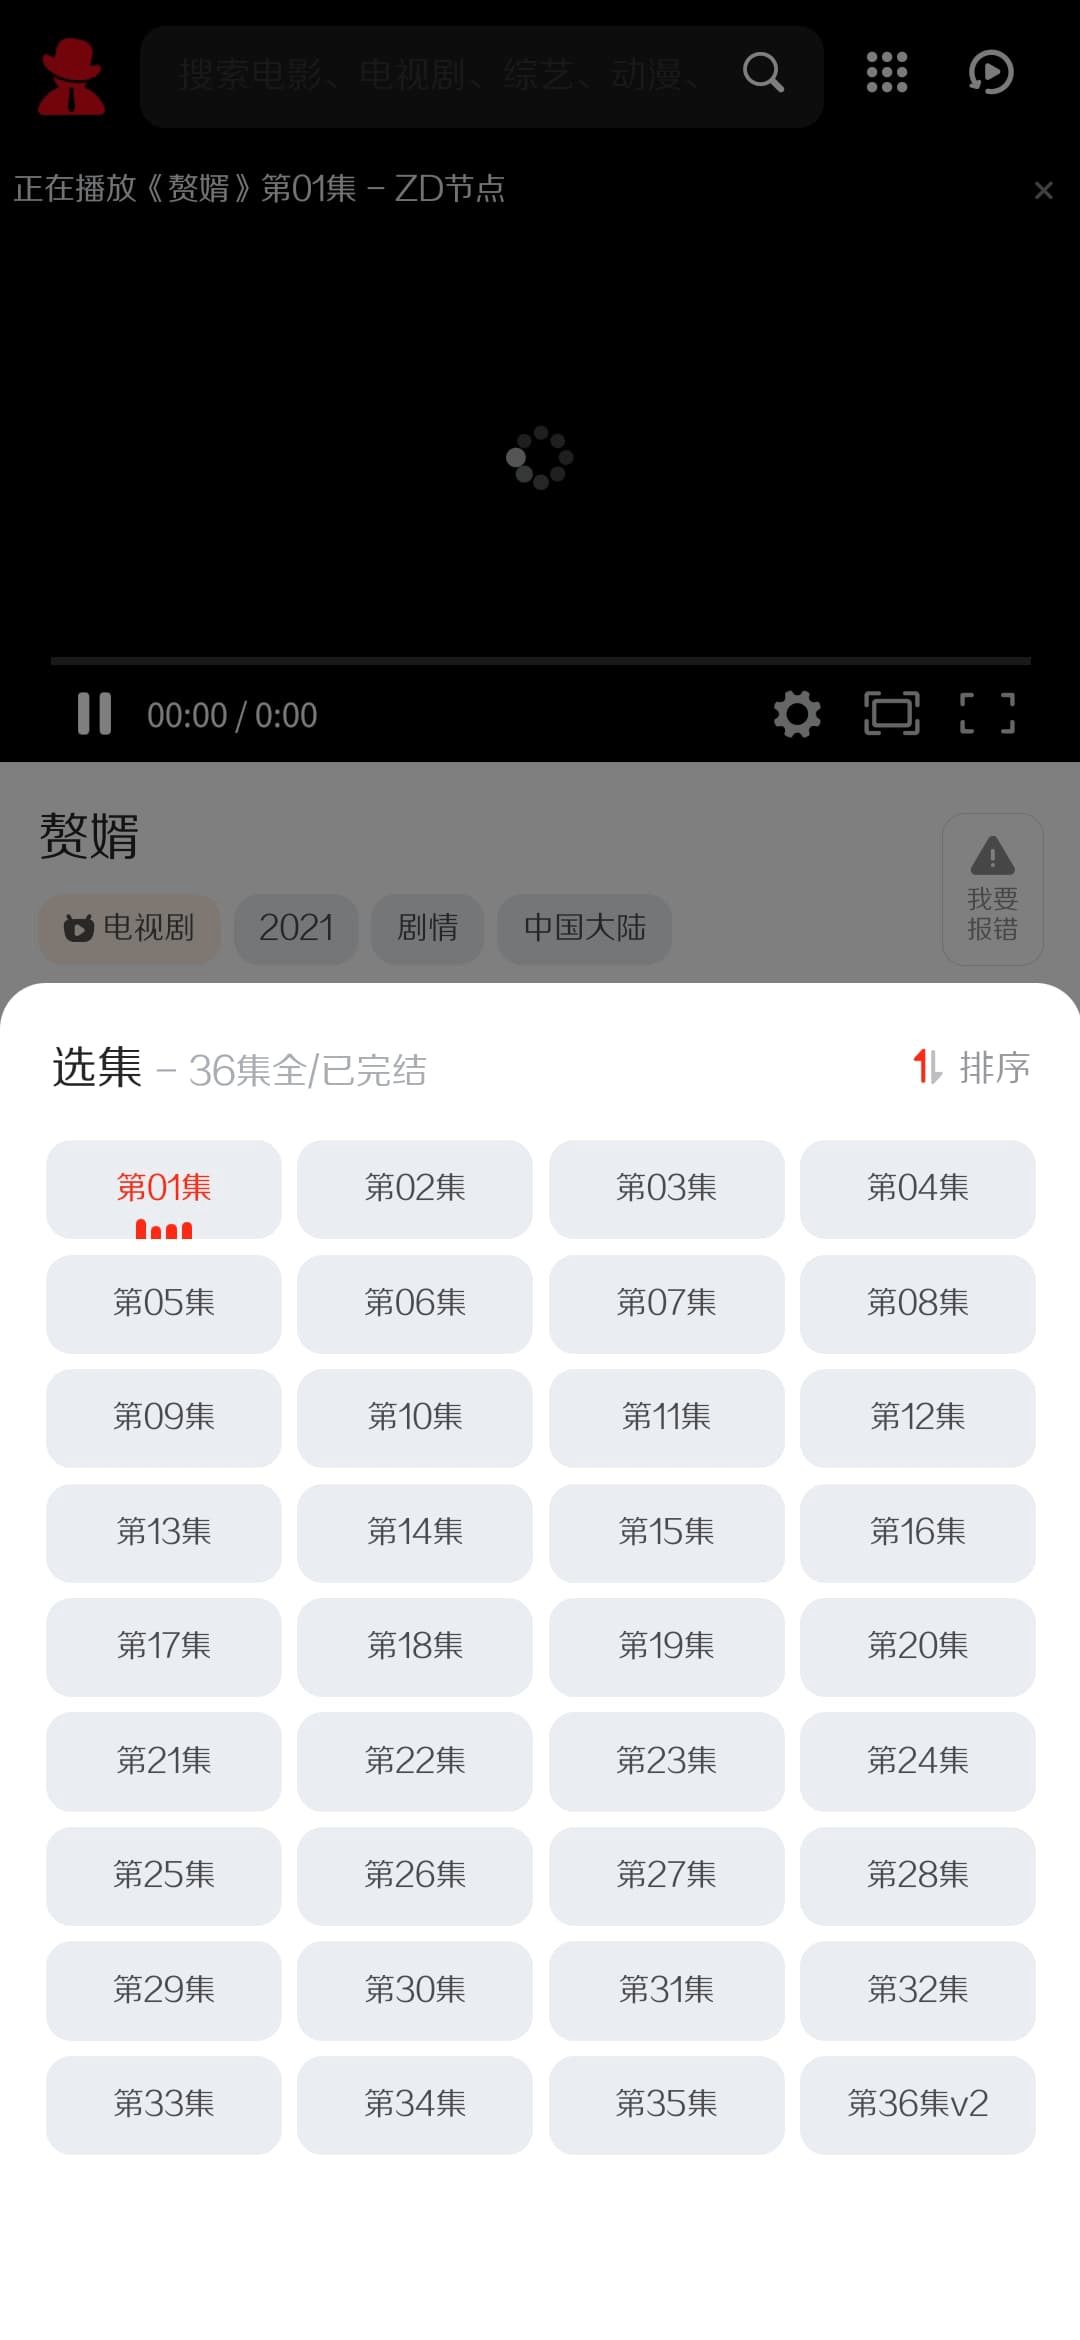 搜索电影、电视剧、综艺、动漫、
正在播放《赘婿》第01集 – ZD节点
00:00 / 0:00
赘婿
我要
报错
电视剧 2021 剧情 中国大陆
选集 – 36集全/已完结 排序
第01集 第02集 第03集 第04集
第05集 第06集 第07集 第08集
第09集 第10集 第11集 第12集
第13集 第14集 第15集 第16集
第17集 第18集 第19集 第20集
第21集 第22集 第23集 第24集
第25集 第26集 第27集 第28集
第29集 第30集 第31集 第32集
第33集 第34集 第35集 第36集v2